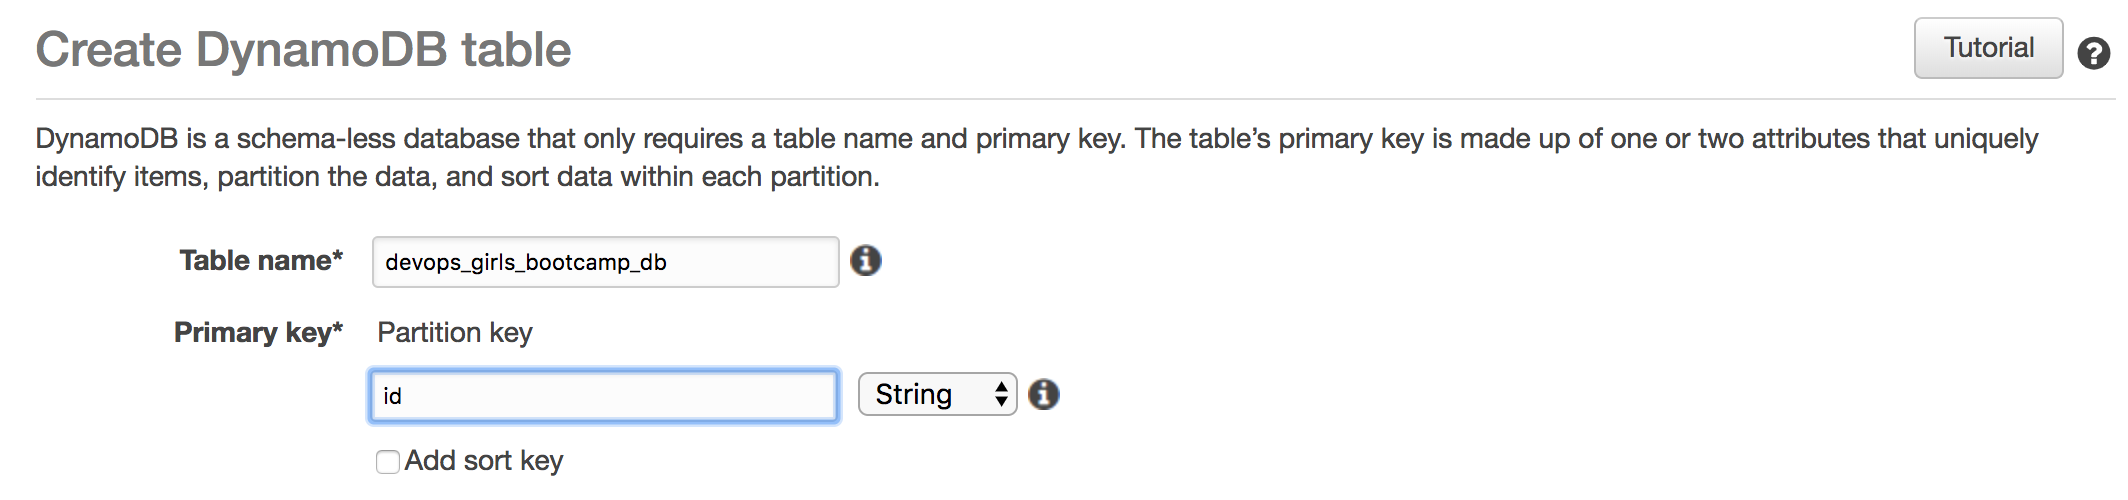 Create DynamoDB table
Tutorial
DynamoDB is a schema-less database that only requires a table name and primary key. The table’s primary key is made up of one or two attributes that uniquely
identify items, partition the data, and sort data within each partition.
Table name* devops_girls_bootcamp_db
Primary key* Partition key
id String
Add sort key